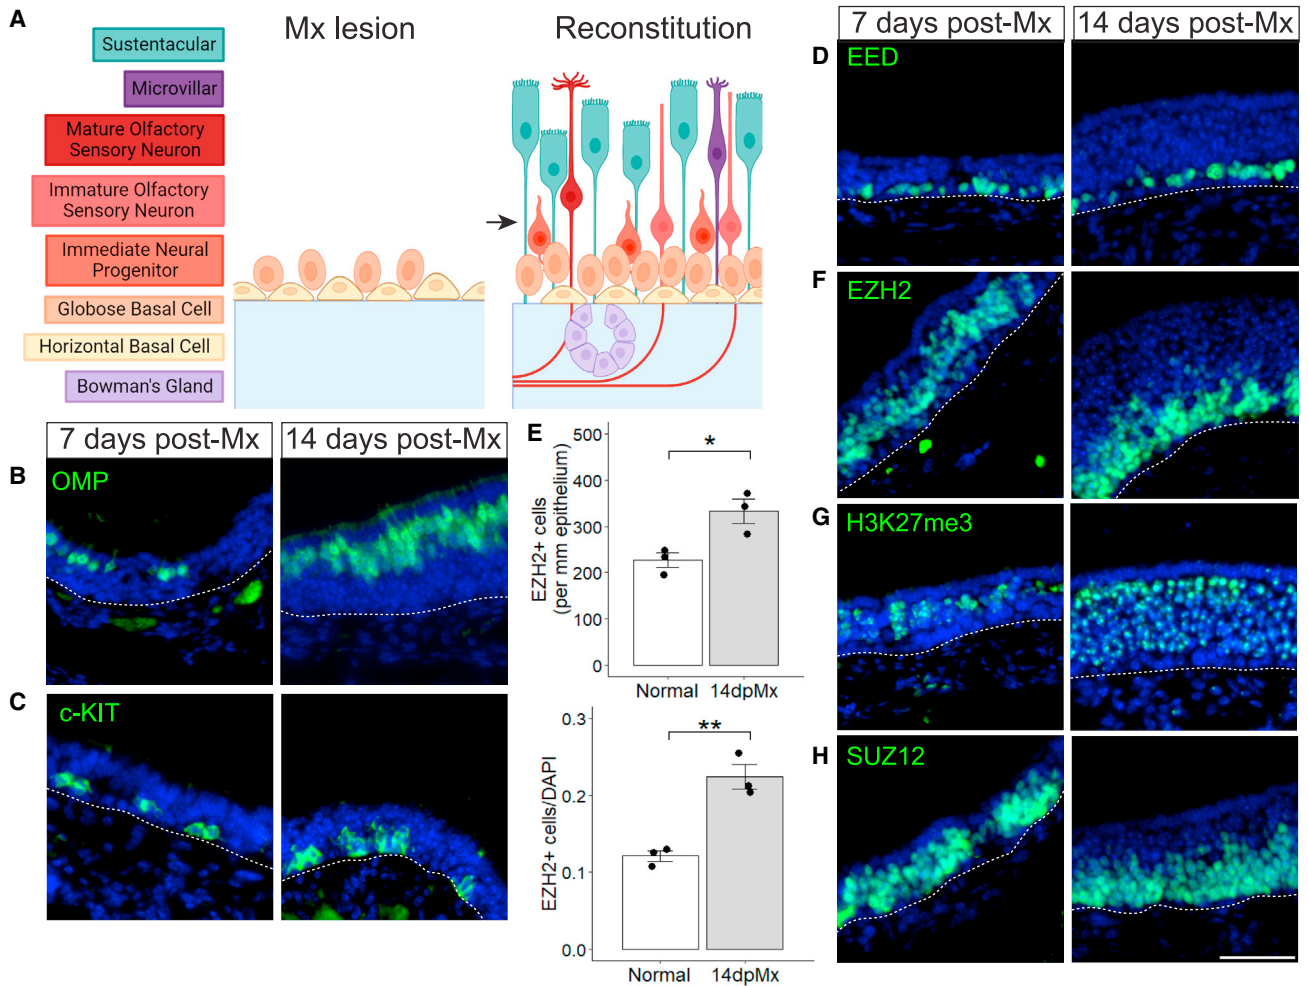 A
Mx lesion
Reconstitution
Sustentacular
Microvillar
Mature Olfactory
Sensory Neuron
Immature Olfactory
Sensory Neuron
Immediate Neural
Progenitor
Globose Basal Cell
Horizontal Basal Cell
Bowman's Gland
7 days post-Mx
14 days post-Mx
B
OMP
C
c-KIT
E
500
400
300
200
100
0
EZH2+ cells
(per mm epithelium)
*
Normal
14dpMx
0.3
0.2
0.1
0.0
EZH2+ cells/DAPI
**
Normal
14dpMx
7 days post-Mx
14 days post-Mx
D
EED
F
EZH2
G
H3K27me3
H
SUZ12